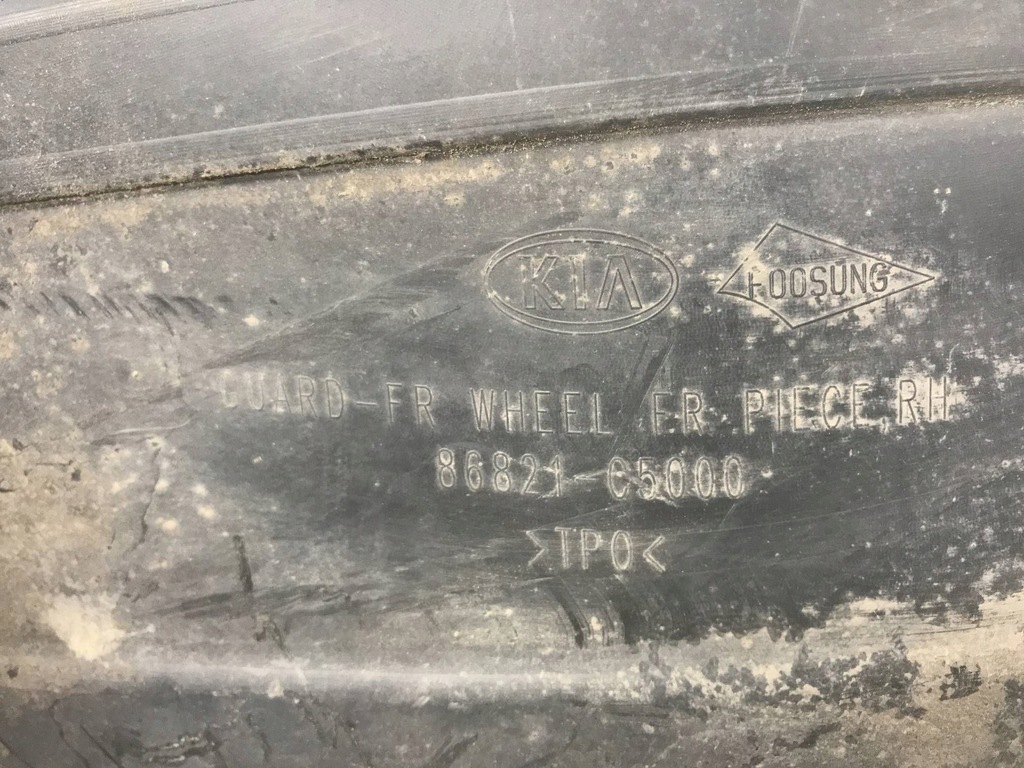 KIA FOOSUNG
GUARD-FR WHEEL FR PIECE,RH
86821-C5000
>TPO<